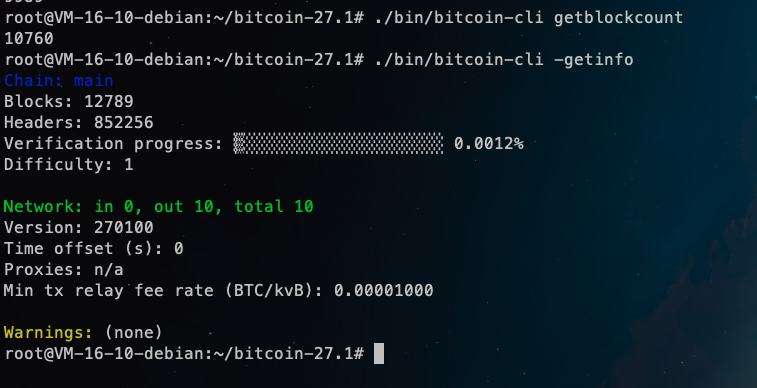 root@VM-16-10-debian:~/bitcoin-27.1# ./bin/bitcoin-cli getblockcount
10760
root@VM-16-10-debian:~/bitcoin-27.1# ./bin/bitcoin-cli -getinfo
Chain: main
Blocks: 12789
Headers: 852256
Verification progress: ▒░░░░░░░░░░░░░░░░░░░░ 0.0012%
Difficulty: 1
Network: in 0, out 10, total 10
Version: 270100
Time offset (s): 0
Proxies: n/a
Min tx relay fee rate (BTC/kvB): 0.00001000
Warnings: (none)
root@VM-16-10-debian:~/bitcoin-27.1#